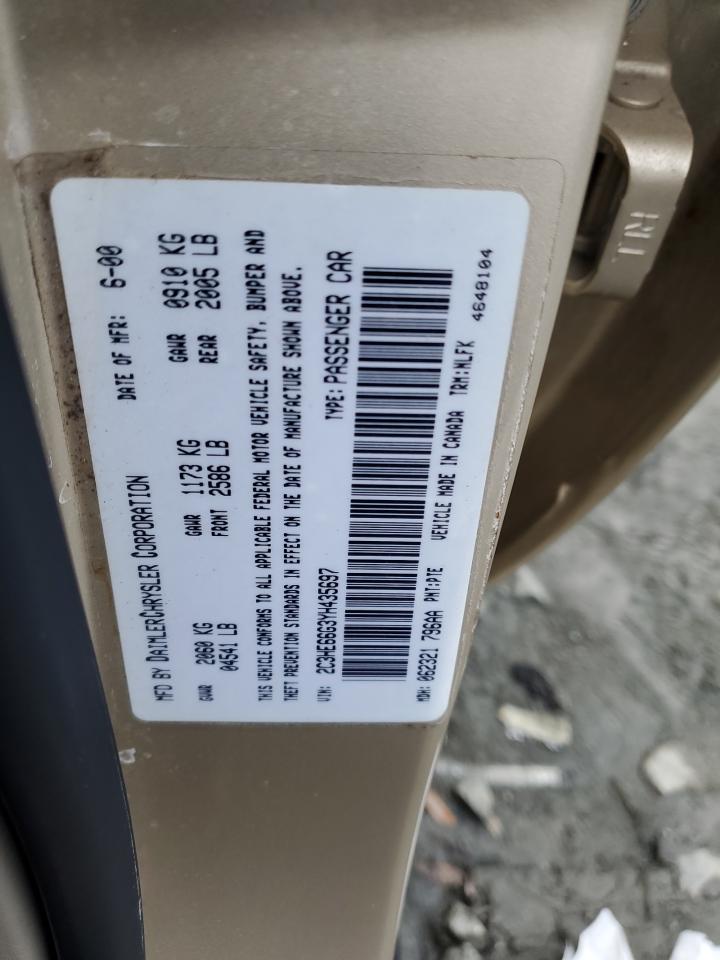 MFD BY DAIMLERCHRYSLER CORPORATION DATE OF MFR: 6-00
GVWR 2060 KG 04541 LB GAWR FRONT 1173 KG 2586 LB GAWR REAR 0910 KG 2005 LB
THIS VEHICLE CONFORMS TO ALL APPLICABLE FEDERAL MOTOR VEHICLE SAFETY, BUMPER AND
THEFT PREVENTION STANDARDS IN EFFECT ON THE DATE OF MANUFACTURE SHOWN ABOVE.
VIN: 2C3HE66G3YH435697 TYPE: PASSENGER CAR
MDH: 062321 796AA PNT:PTE VEHICLE MADE IN CANADA TRM:NLFK
4648104